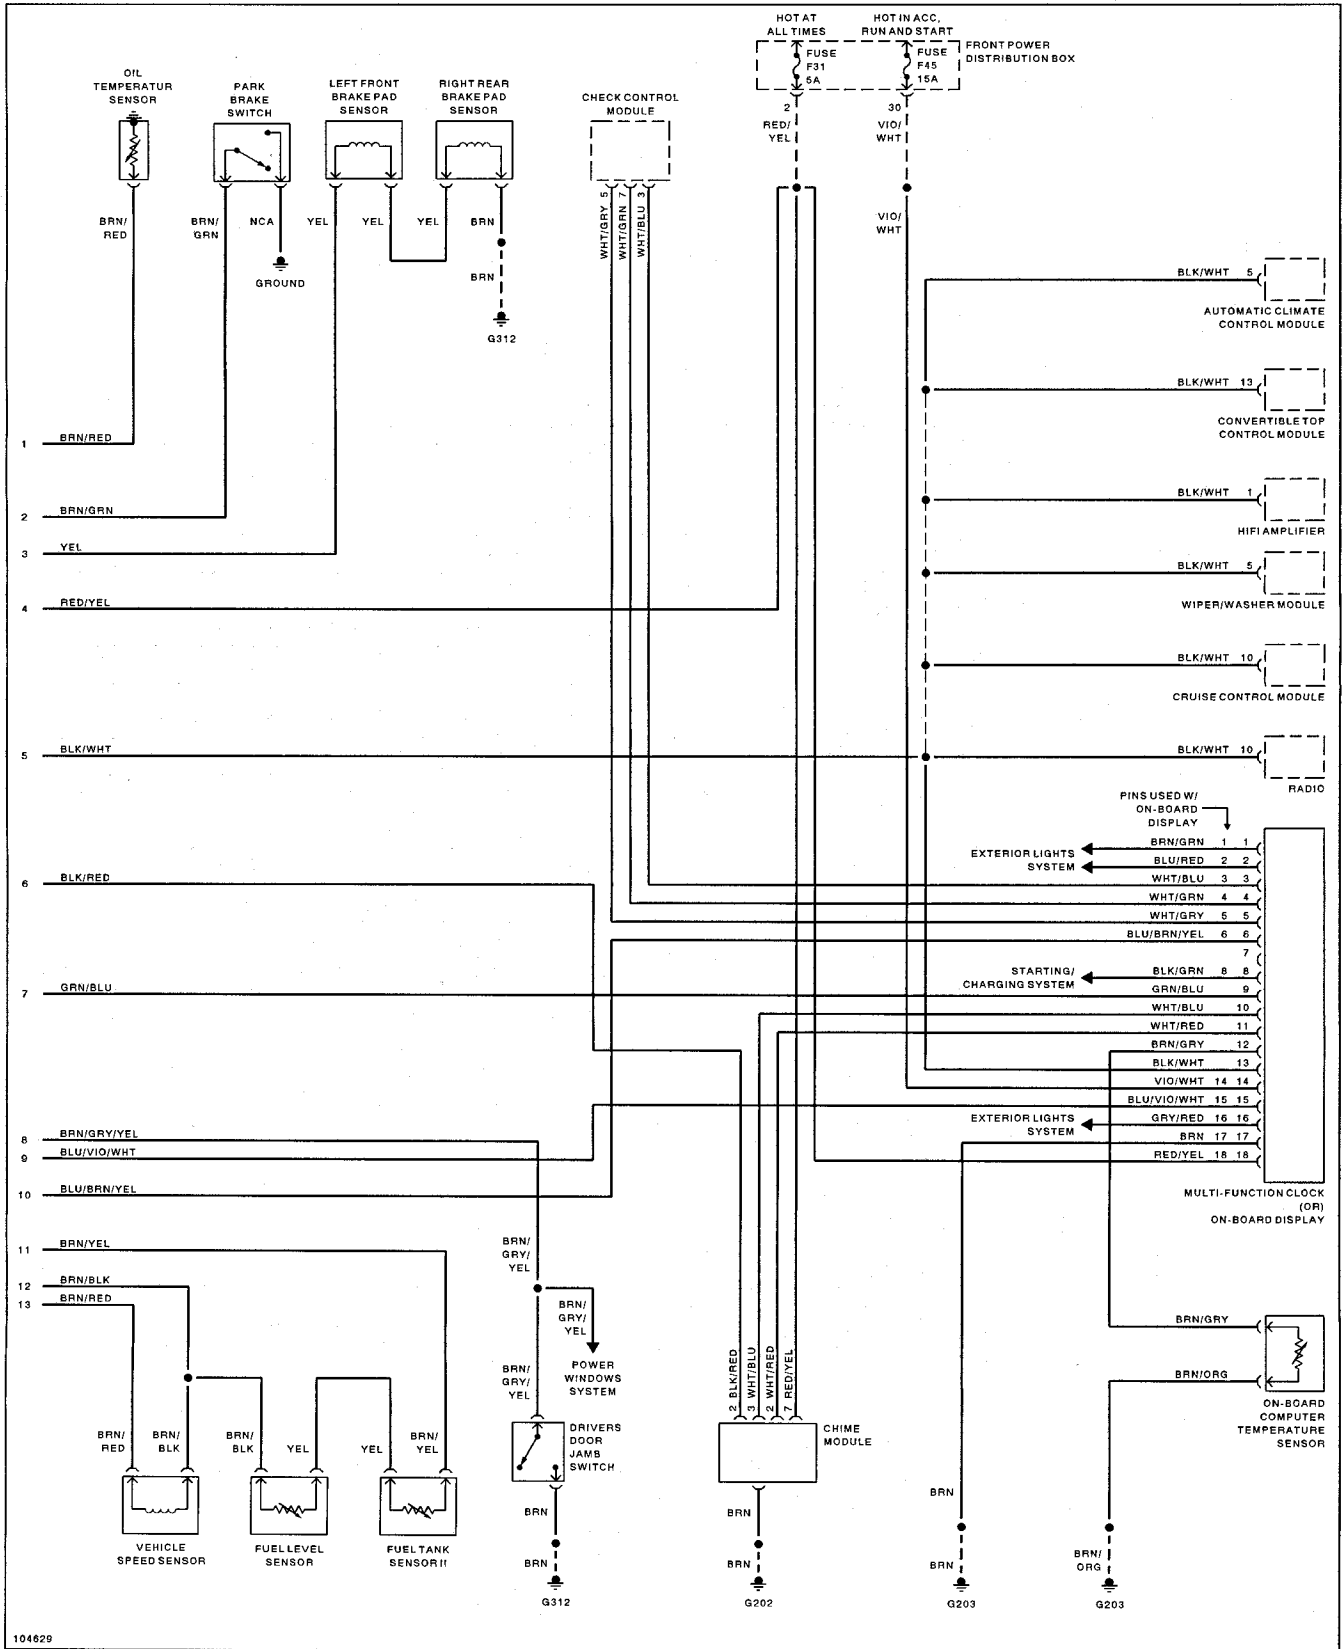 HOT AT
ALL TIMES
HOT IN ACC,
RUN AND START
FUSE
F31
5A
FUSE
F45
15A
FRONT POWER
DISTRIBUTION BOX
OIL
TEMPERATUR
SENSOR
PARK
BRAKE
SWITCH
LEFT FRONT
BRAKE PAD
SENSOR
RIGHT REAR
BRAKE PAD
SENSOR
CHECK CONTROL
MODULE
2
RED/
YEL
30
VIO/
WHT
BRN/
RED
BRN/
GRN
NCA
YEL
YEL
YEL
BRN
WHT/GRY 5
WHT/GRN 7
WHT/BLU 3
VIO/
WHT
GROUND
BRN
G312
BLK/WHT 5
AUTOMATIC CLIMATE
CONTROL MODULE
BLK/WHT 13
CONVERTIBLE TOP
CONTROL MODULE
1 BRN/RED
BLK/WHT 1
HIFI AMPLIFIER
2 BRN/GRN
3 YEL
BLK/WHT 5
WIPER/WASHER MODULE
4 RED/YEL
BLK/WHT 10
CRUISE CONTROL MODULE
5 BLK/WHT
BLK/WHT 10
RADIO
PINS USED W/
ON-BOARD
DISPLAY
EXTERIOR LIGHTS
SYSTEM
BRN/GRN 1 1
BLU/RED 2 2
WHT/BLU 3 3
WHT/GRN 4 4
WHT/GRY 5 5
BLU/BRN/YEL 6 6
7
STARTING/
CHARGING SYSTEM
BLK/GRN 8 8
GRN/BLU 9
WHT/BLU 10
WHT/RED 11
BRN/GRY 12
BLK/WHT 13
VIO/WHT 14 14
BLU/VIO/WHT 15 15
EXTERIOR LIGHTS
SYSTEM
GRY/RED 16 16
BRN 17 17
RED/YEL 18 18
MULTI-FUNCTION CLOCK
(OR)
ON-BOARD DISPLAY
6 BLK/RED
7 GRN/BLU
8 BRN/GRY/YEL
9 BLU/VIO/WHT
10 BLU/BRN/YEL
11 BRN/YEL
12 BRN/BLK
13 BRN/RED
BRN/
GRY/
YEL
BRN/
GRY/
YEL
POWER
WINDOWS
SYSTEM
BRN/
GRY/
YEL
2 BLK/RED
3 WHT/BLU
2 WHT/RED
7 RED/YEL
BRN/GRY
BRN/ORG
ON-BOARD
COMPUTER
TEMPERATURE
SENSOR
BRN/
RED
BRN/
BLK
BRN/
BLK
YEL
YEL
BRN/
YEL
DRIVERS
DOOR
JAMB
SWITCH
CHIME
MODULE
VEHICLE
SPEED SENSOR
FUEL LEVEL
SENSOR
FUEL TANK
SENSOR II
BRN
BRN
G312
BRN
BRN
G202
BRN
BRN
G203
BRN/
ORG
G203
104629